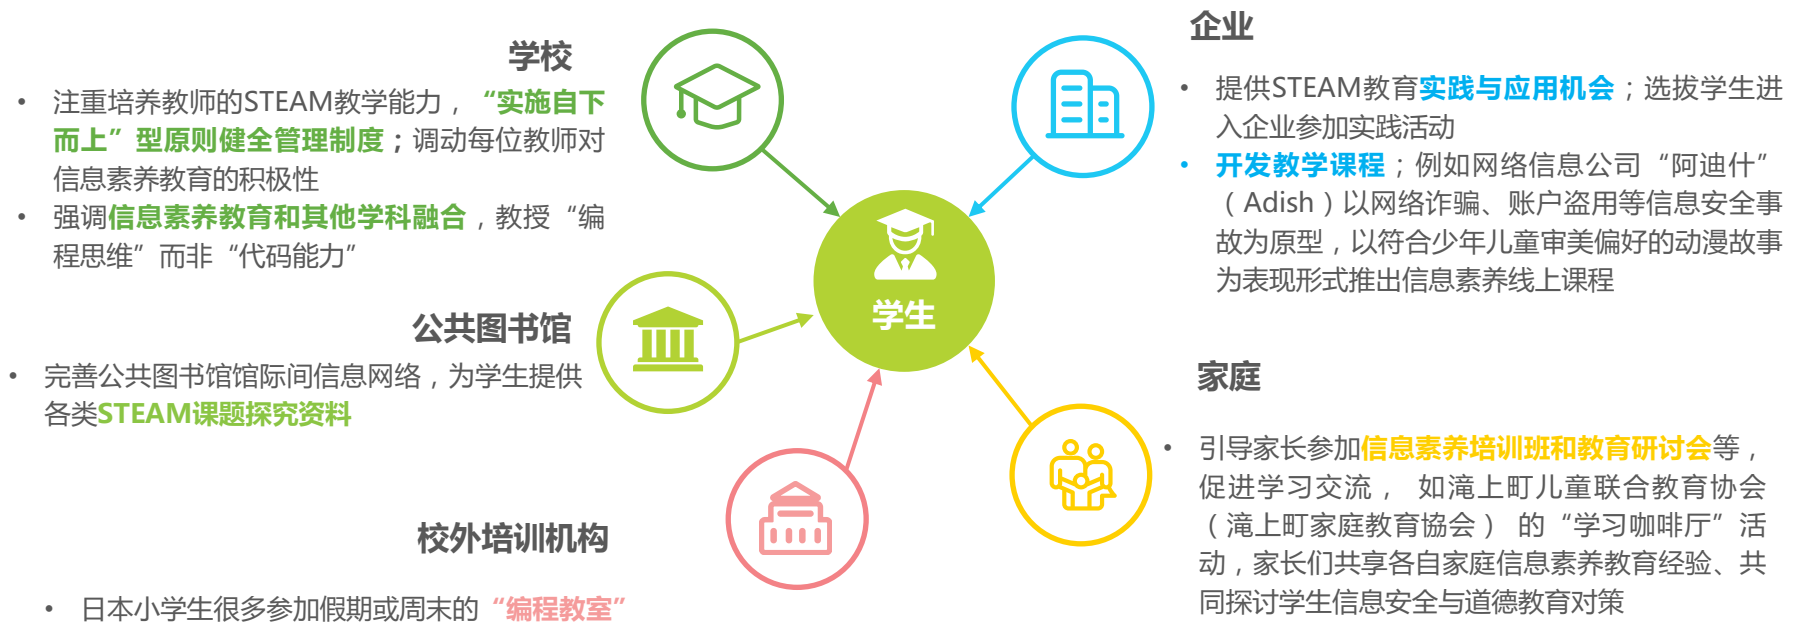 学校
• 注重培养教师的STEAM教学能力，“实施自下
而上”型原则健全管理制度；调动每位教师对
信息素养教育的积极性
• 强调信息素养教育和其他学科融合，教授“编
程思维”而非“代码能力”
公共图书馆
• 完善公共图书馆馆际间信息网络，为学生提供
各类STEAM课题探究资料
校外培训机构
• 日本小学生很多参加假期或周末的“编程教室”
学生
企业
• 提供STEAM教育实践与应用机会；选拔学生进
入企业参加实践活动
• 开发教学课程；例如网络信息公司“阿迪什”
（Adish）以网络诈骗、账户盗用等信息安全事
故为原型，以符合少年儿童审美偏好的动漫故事
为表现形式推出信息素养线上课程
家庭
• 引导家长参加信息素养培训班和教育研讨会等，
促进学习交流， 如滝上町儿童联合教育协会
（滝上町家庭教育協会） 的“学习咖啡厅”活
动，家长们共享各自家庭信息素养教育经验、共
同探讨学生信息安全与道德教育对策